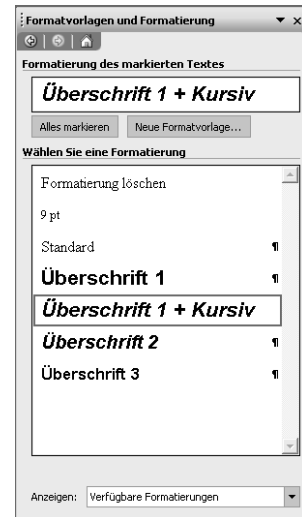 Formatvorlagen und Formatierung
Formatierung des markierten Textes
Überschrift 1 + Kursiv
Alles markieren Neue Formatvorlage...
Wählen Sie eine Formatierung
Formatierung löschen
9 pt
Standard ¶
Überschrift 1 ¶
Überschrift 1 + Kursiv
Überschrift 2 ¶
Überschrift 3 ¶
Anzeigen: Verfügbare Formatierungen